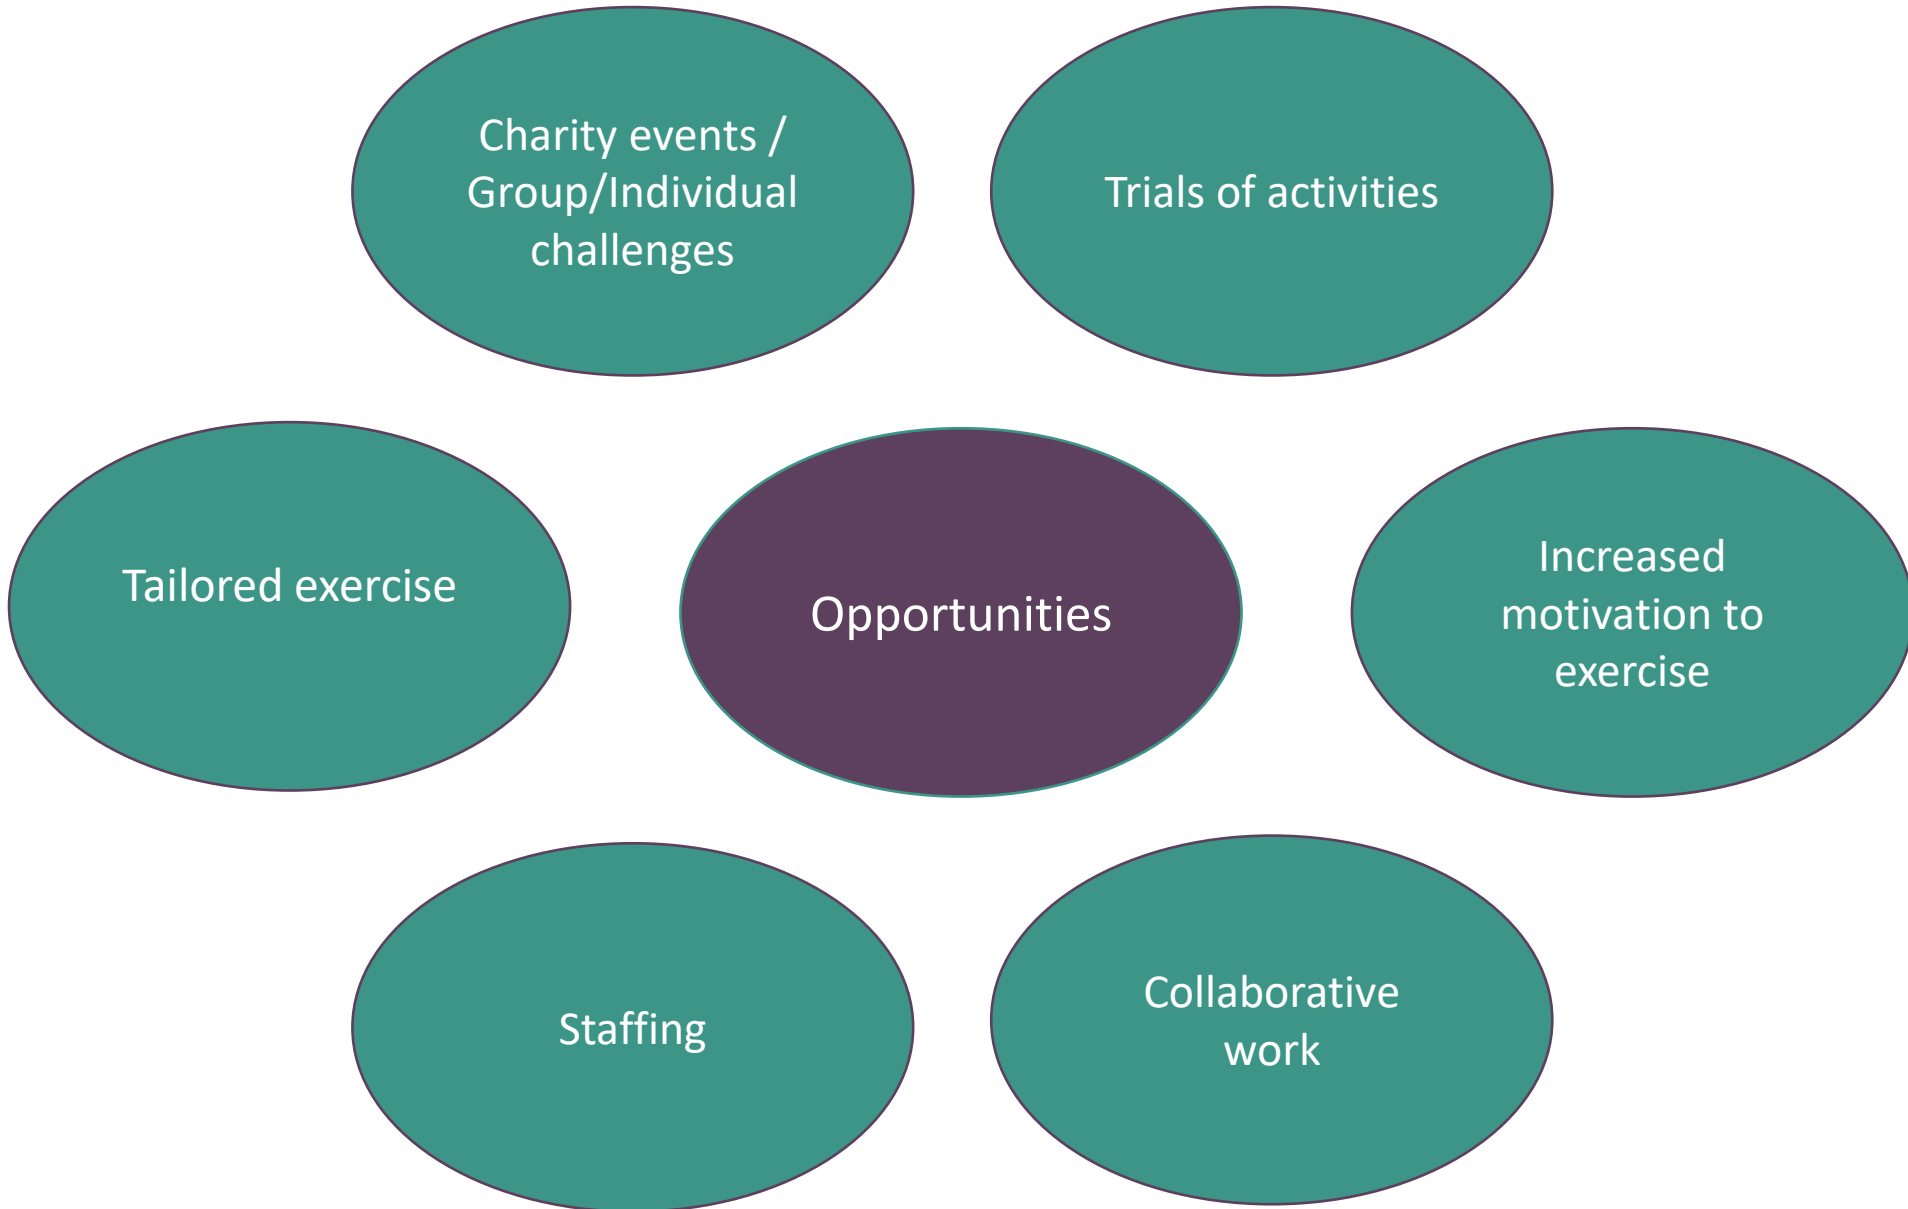 Charity events /
Group/Individual
challenges
Trials of activities
Tailored exercise
Opportunities
Increased
motivation to
exercise
Staffing
Collaborative
work